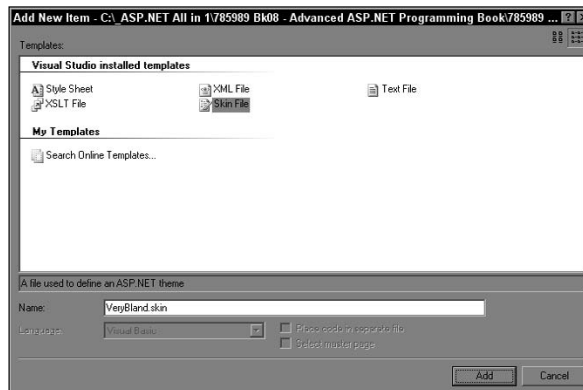 Add New Item - C:\_ASP.NET All in 1\785989 Bk08 - Advanced ASP.NET Programming Book\785989 ...
Templates:
Visual Studio installed templates
Style Sheet
XML File
Text File
XSLT File
Skin File
My Templates
Search Online Templates...
A file used to define an ASP.NET theme
Name: VeryBland.skin
Language: Visual Basic
Place code in separate file
Select master page
Add Cancel